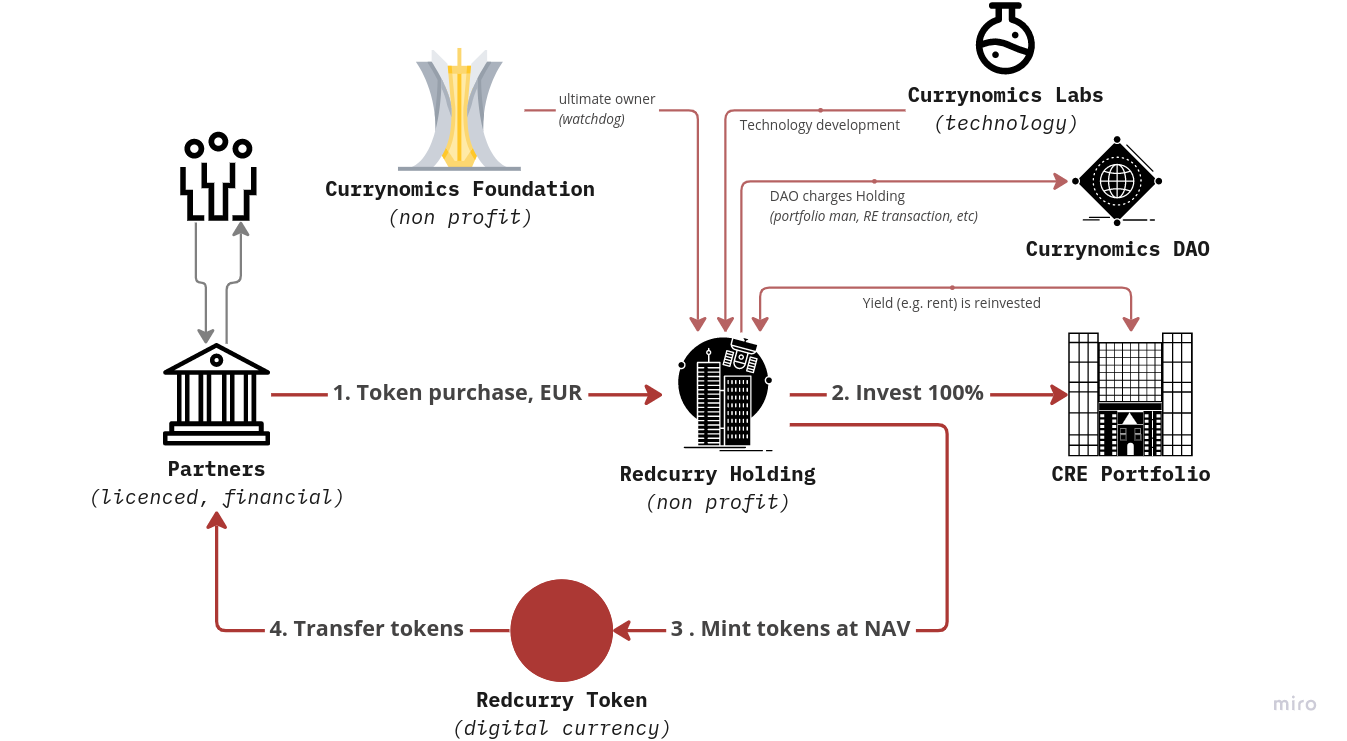 Currynomics Labs
(technology)
ultimate owner
(watchdog)
Technology development
Currynomics Foundation
(non profit)
DAO charges Holding
(portfolio man, RE transaction, etc)
Currynomics DAO
Yield (e.g. rent) is reinvested
1. Token purchase, EUR
2. Invest 100%
Partners
(licenced, financial)
Redcurry Holding
(non profit)
CRE Portfolio
4. Transfer tokens
3 . Mint tokens at NAV
Redcurry Token
(digital currency)
miro